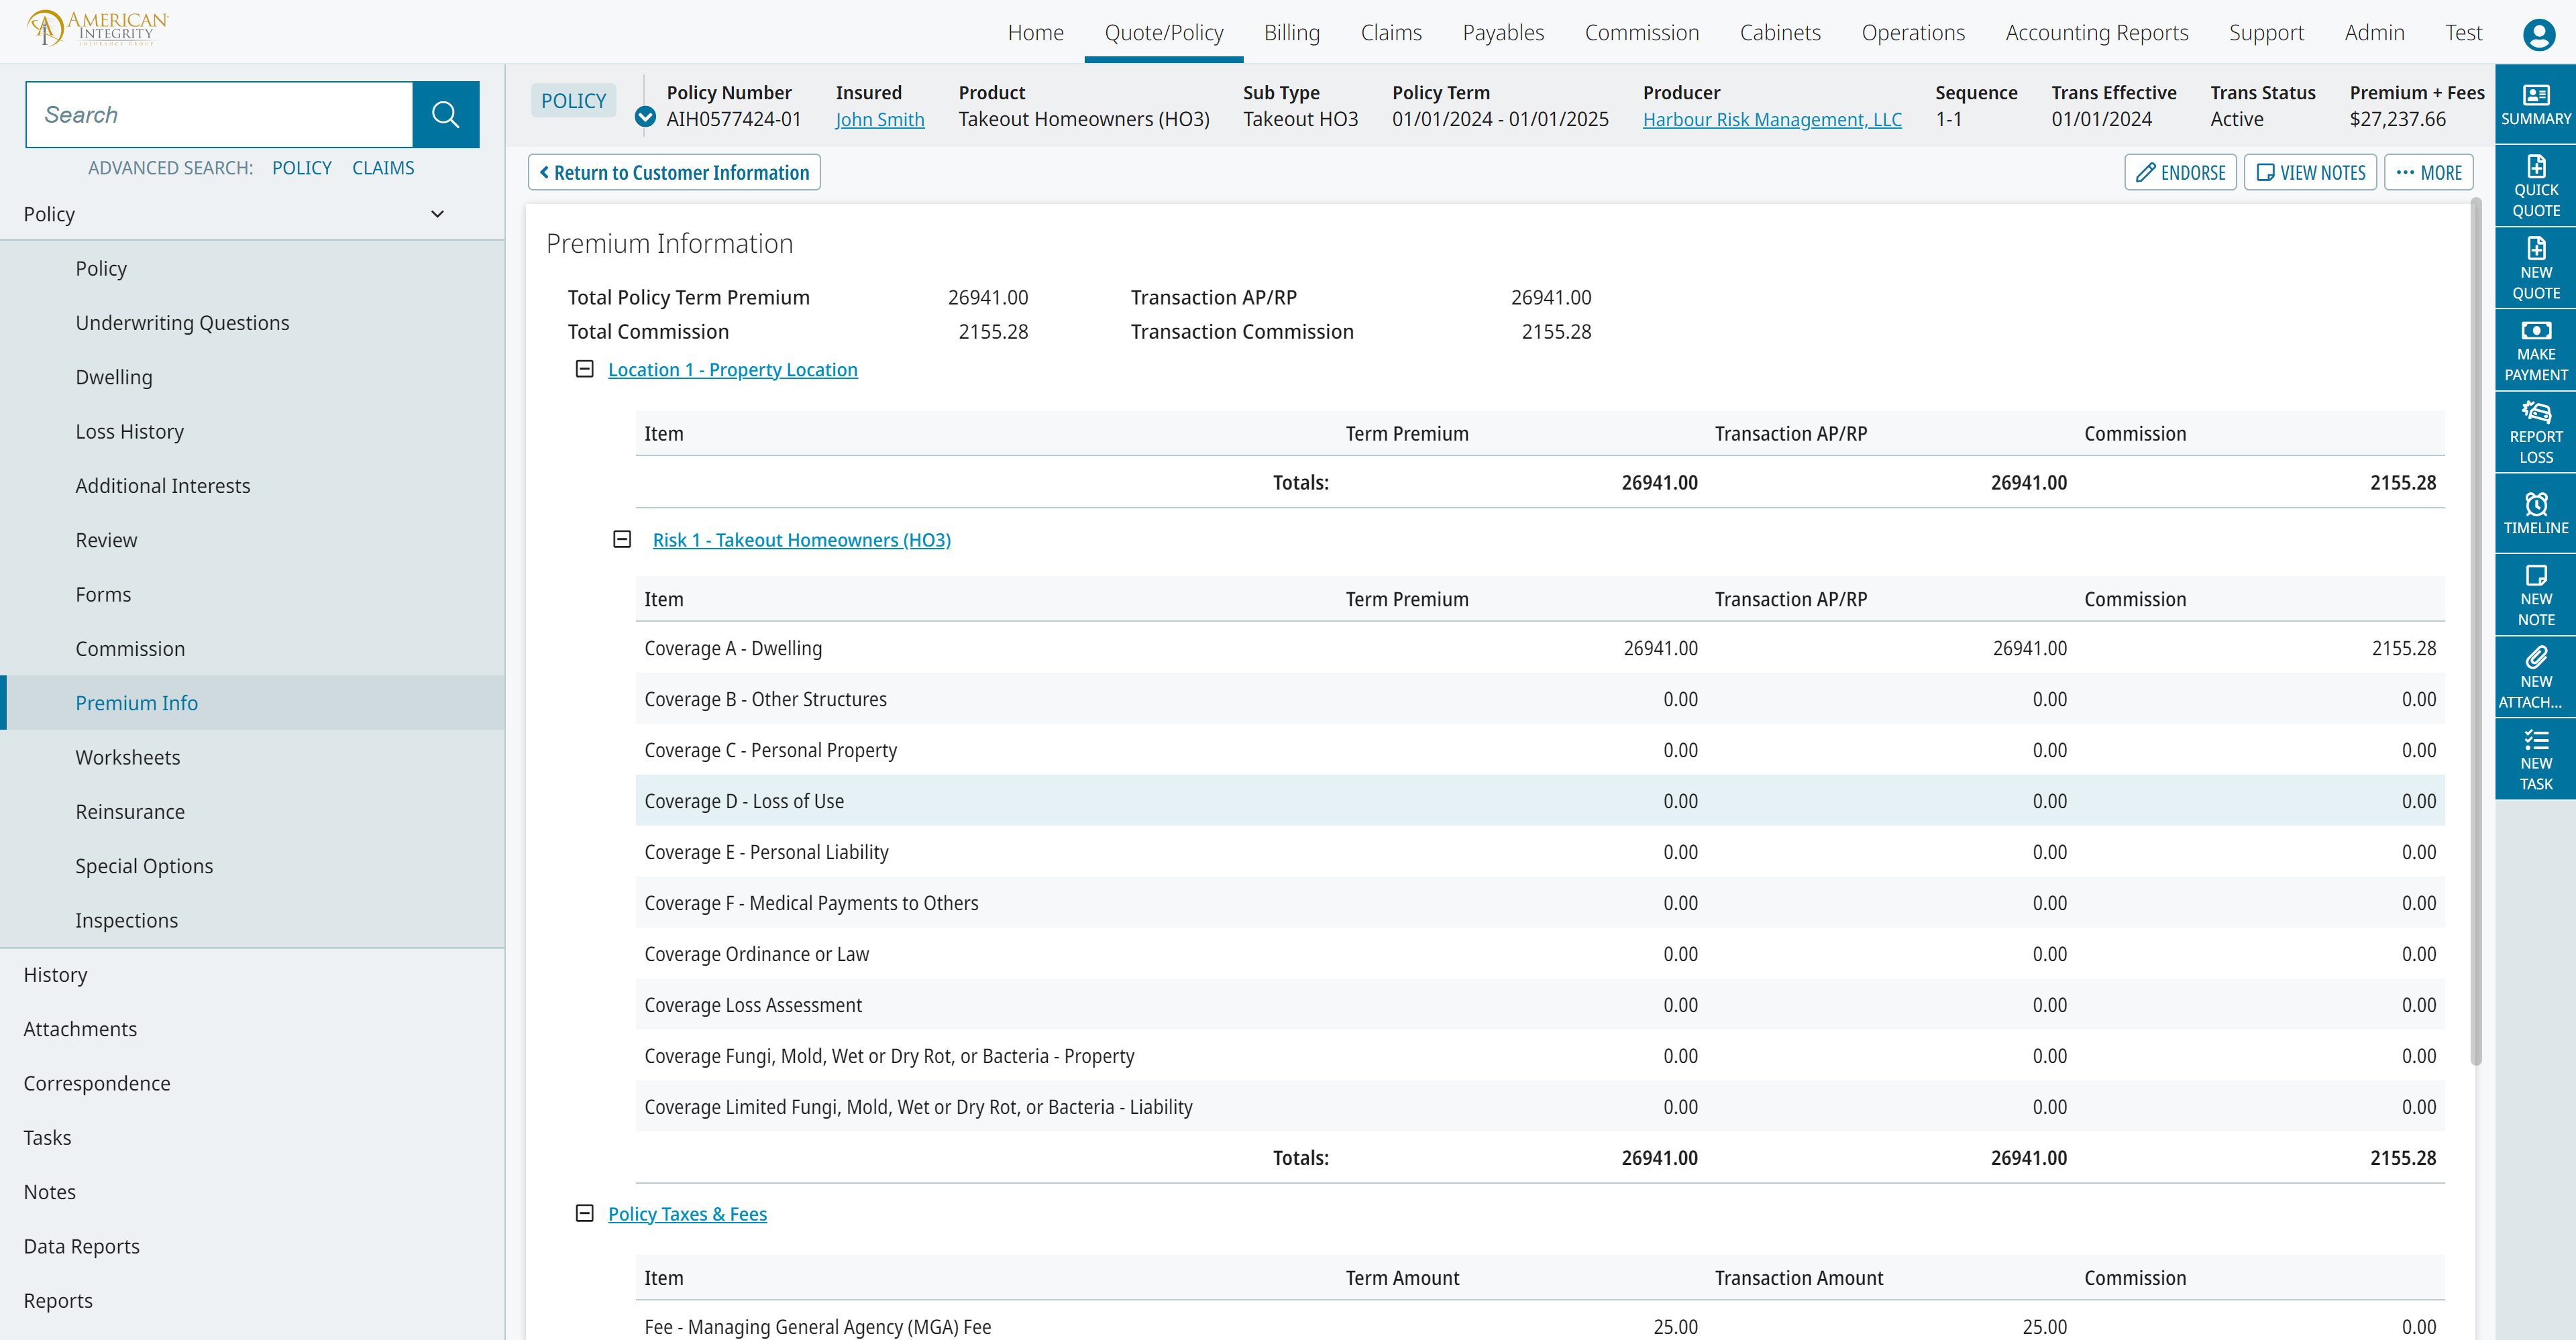 AMERICAN
INTEGRITY
INSURANCE GROUP
Home Quote/Policy Billing Claims Payables Commission Cabinets Operations Accounting Reports Support Admin Test
Search
ADVANCED SEARCH: POLICY CLAIMS
Policy
Policy
Underwriting Questions
Dwelling
Loss History
Additional Interests
Review
Forms
Commission
Premium Info
Worksheets
Reinsurance
Special Options
Inspections
History
Attachments
Correspondence
Tasks
Notes
Data Reports
Reports
POLICY
Policy Number Insured Product Sub Type Policy Term Producer Sequence Trans Effective Trans Status Premium + Fees
AIH0577424-01 John Smith Takeout Homeowners (HO3) Takeout HO3 01/01/2024 - 01/01/2025 Harbour Risk Management, LLC 1-1 01/01/2024 Active $27,237.66
Return to Customer Information
ENDORSE VIEW NOTES ••• MORE
Premium Information
Total Policy Term Premium 26941.00 Transaction AP/RP 26941.00
Total Commission 2155.28 Transaction Commission 2155.28
Location 1 - Property Location
Item Term Premium Transaction AP/RP Commission
Totals: 26941.00 26941.00 2155.28
Risk 1 - Takeout Homeowners (HO3)
Item Term Premium Transaction AP/RP Commission
Coverage A - Dwelling 26941.00 26941.00 2155.28
Coverage B - Other Structures 0.00 0.00 0.00
Coverage C - Personal Property 0.00 0.00 0.00
Coverage D - Loss of Use 0.00 0.00 0.00
Coverage E - Personal Liability 0.00 0.00 0.00
Coverage F - Medical Payments to Others 0.00 0.00 0.00
Coverage Ordinance or Law 0.00 0.00 0.00
Coverage Loss Assessment 0.00 0.00 0.00
Coverage Fungi, Mold, Wet or Dry Rot, or Bacteria - Property 0.00 0.00 0.00
Coverage Limited Fungi, Mold, Wet or Dry Rot, or Bacteria - Liability 0.00 0.00 0.00
Totals: 26941.00 26941.00 2155.28
Policy Taxes & Fees
Item Term Amount Transaction Amount Commission
Fee - Managing General Agency (MGA) Fee 25.00 25.00 0.00
SUMMARY
QUICK
QUOTE
NEW
QUOTE
MAKE
PAYMENT
REPORT
LOSS
TIMELINE
NEW
NOTE
NEW
ATTACH...
NEW
TASK